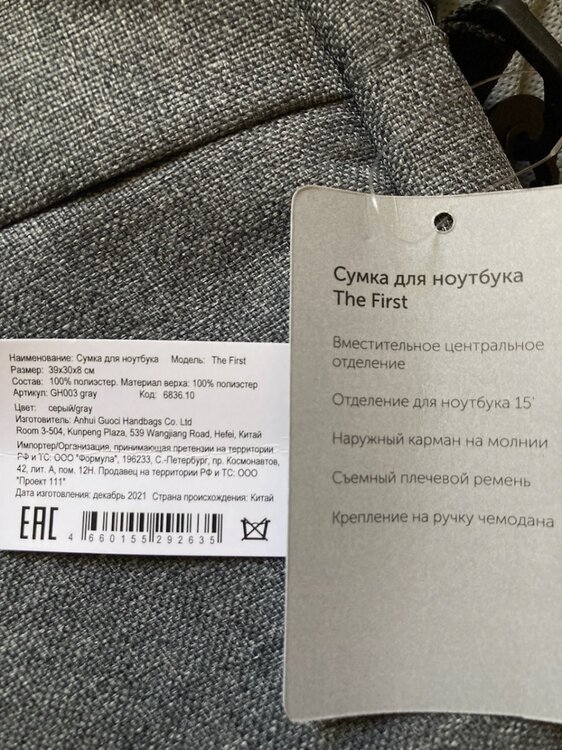 Наименование: Сумка для ноутбука Модель: The First
Размер: 39х30х8 см
Состав: 100% полиэстер. Материал верха: 100% полиэстер
Артикул: GH003 gray Код: 6836.10
Цвет: серый/gray
Изготовитель: Anhui Guoci Handbags Co. Ltd
Room 3-504, Kunpeng Plaza, 539 Wangjiang Road, Hefei, Китай
Импортер/Организация, принимающая претензии на территории
РФ и ТС: ООО "Формула", 196233, С.-Петербург, пр. Космонавтов,
42, лит. А, пом. 12Н. Продавец на территории РФ и ТС: ООО
"Проект 111"
Дата изготовления: декабрь 2021 Страна происхождения: Китай
EAC
4 660155 292635
Сумка для ноутбука
The First
Вместительное центральное
отделение
Отделение для ноутбука 15'
Наружный карман на молнии
Съемный плечевой ремень
Крепление на ручку чемодана